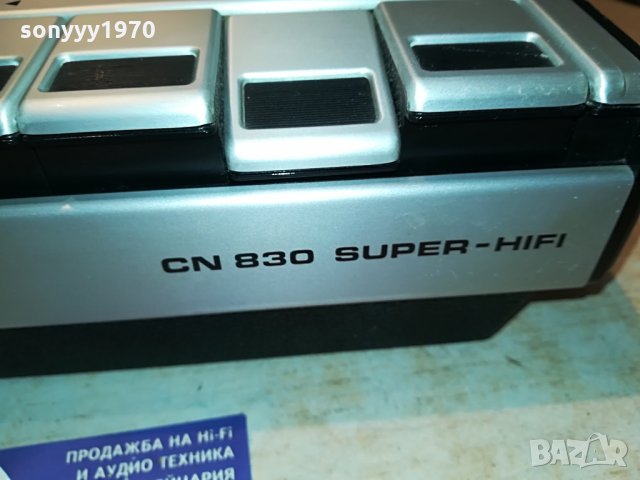 sonyyy1970
CN 830 SUPER-HIFI
ПРОДАЖБА НА Hi-Fi
И АУДИО ТЕХНИКА
BAZAR